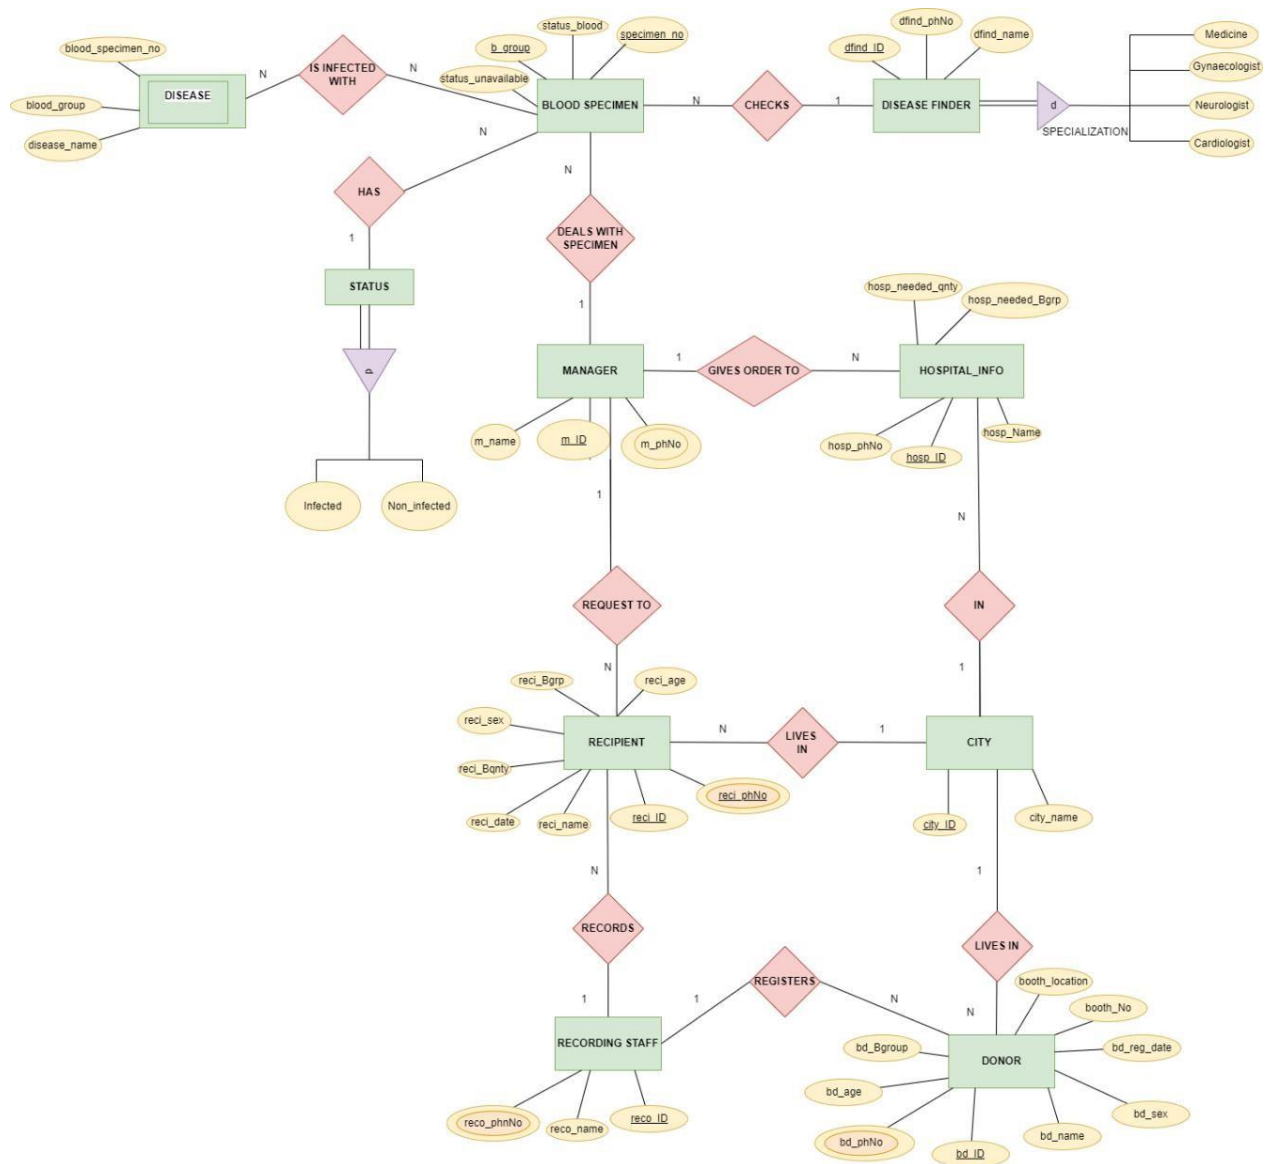 status_blood
dfind_phNo
b_group
specimen_no
dfind_ID
dfind_name
Medicine
blood_specimen_no
N
IS INFECTED
WITH
N
status_unavailable
Gynaecologist
DISEASE
blood_group
BLOOD SPECIMEN
N
CHECKS
1
DISEASE FINDER
d
Neurologist
disease_name
N
SPECIALIZATION
Cardiologist
N
HAS
DEALS WITH
SPECIMEN
1
STATUS
hosp_needed_qnty
hosp_needed_Bgrp
1
d
MANAGER
1
GIVES ORDER TO
N
HOSPITAL_INFO
m_name
m_ID
m_phNo
hosp_phNo
hosp_ID
hosp_Name
Infected
Non_infected
1
N
REQUEST TO
IN
N
1
reci_Bgrp
reci_age
reci_sex
RECIPIENT
N
LIVES
IN
1
CITY
reci_Bqnty
reci_date
reci_name
reci_ID
reci_phNo
city_ID
city_name
N
1
RECORDS
LIVES IN
REGISTERS
booth_location
1
1
N
N
booth_No
RECORDING STAFF
bd_Bgroup
DONOR
bd_reg_date
bd_age
reco_phnNo
reco_name
reco_ID
bd_phNo
bd_ID
bd_name
bd_sex